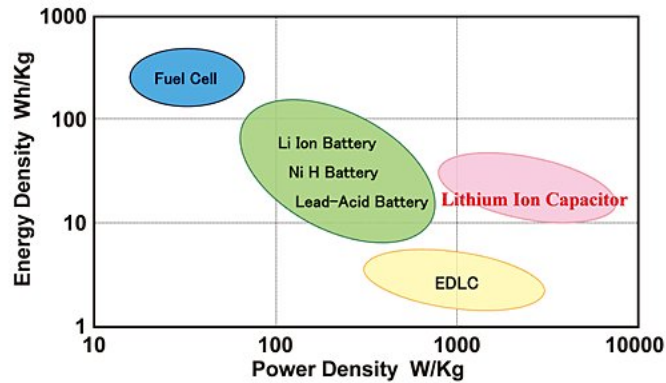 Energy Density Wh/Kg
1000
100
10
1
Fuel Cell
Li Ion Battery
Ni H Battery
Lead-Acid Battery
Lithium Ion Capacitor
EDLC
10
100
1000
10000
Power Density W/Kg